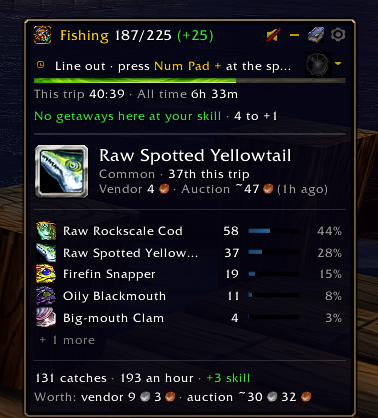 Fishing 187/225 (+25)
Line out · press Num Pad + at the sp...
This trip 40:39 · All time 6h 33m
No getaways here at your skill · 4 to +1
Raw Spotted Yellowtail
Common · 37th this trip
Vendor 4 · Auction ~47 (1h ago)
Raw Rockscale Cod 58 44%
Raw Spotted Yellow... 37 28%
Firefin Snapper 19 15%
Oily Blackmouth 11 8%
Big-mouth Clam 4 3%
+ 1 more
131 catches · 193 an hour · +3 skill
Worth: vendor 9 3 · auction ~30 32